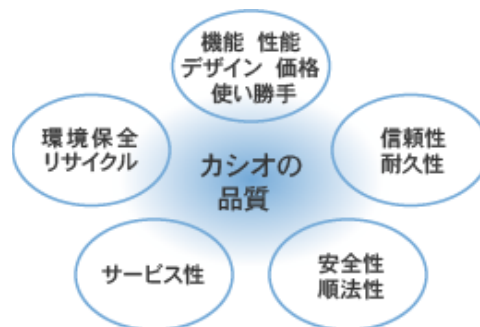 機能 性能
デザイン 価格
使い勝手
環境保全
リサイクル
信頼性
耐久性
カシオの
品質
サービス性
安全性
順法性